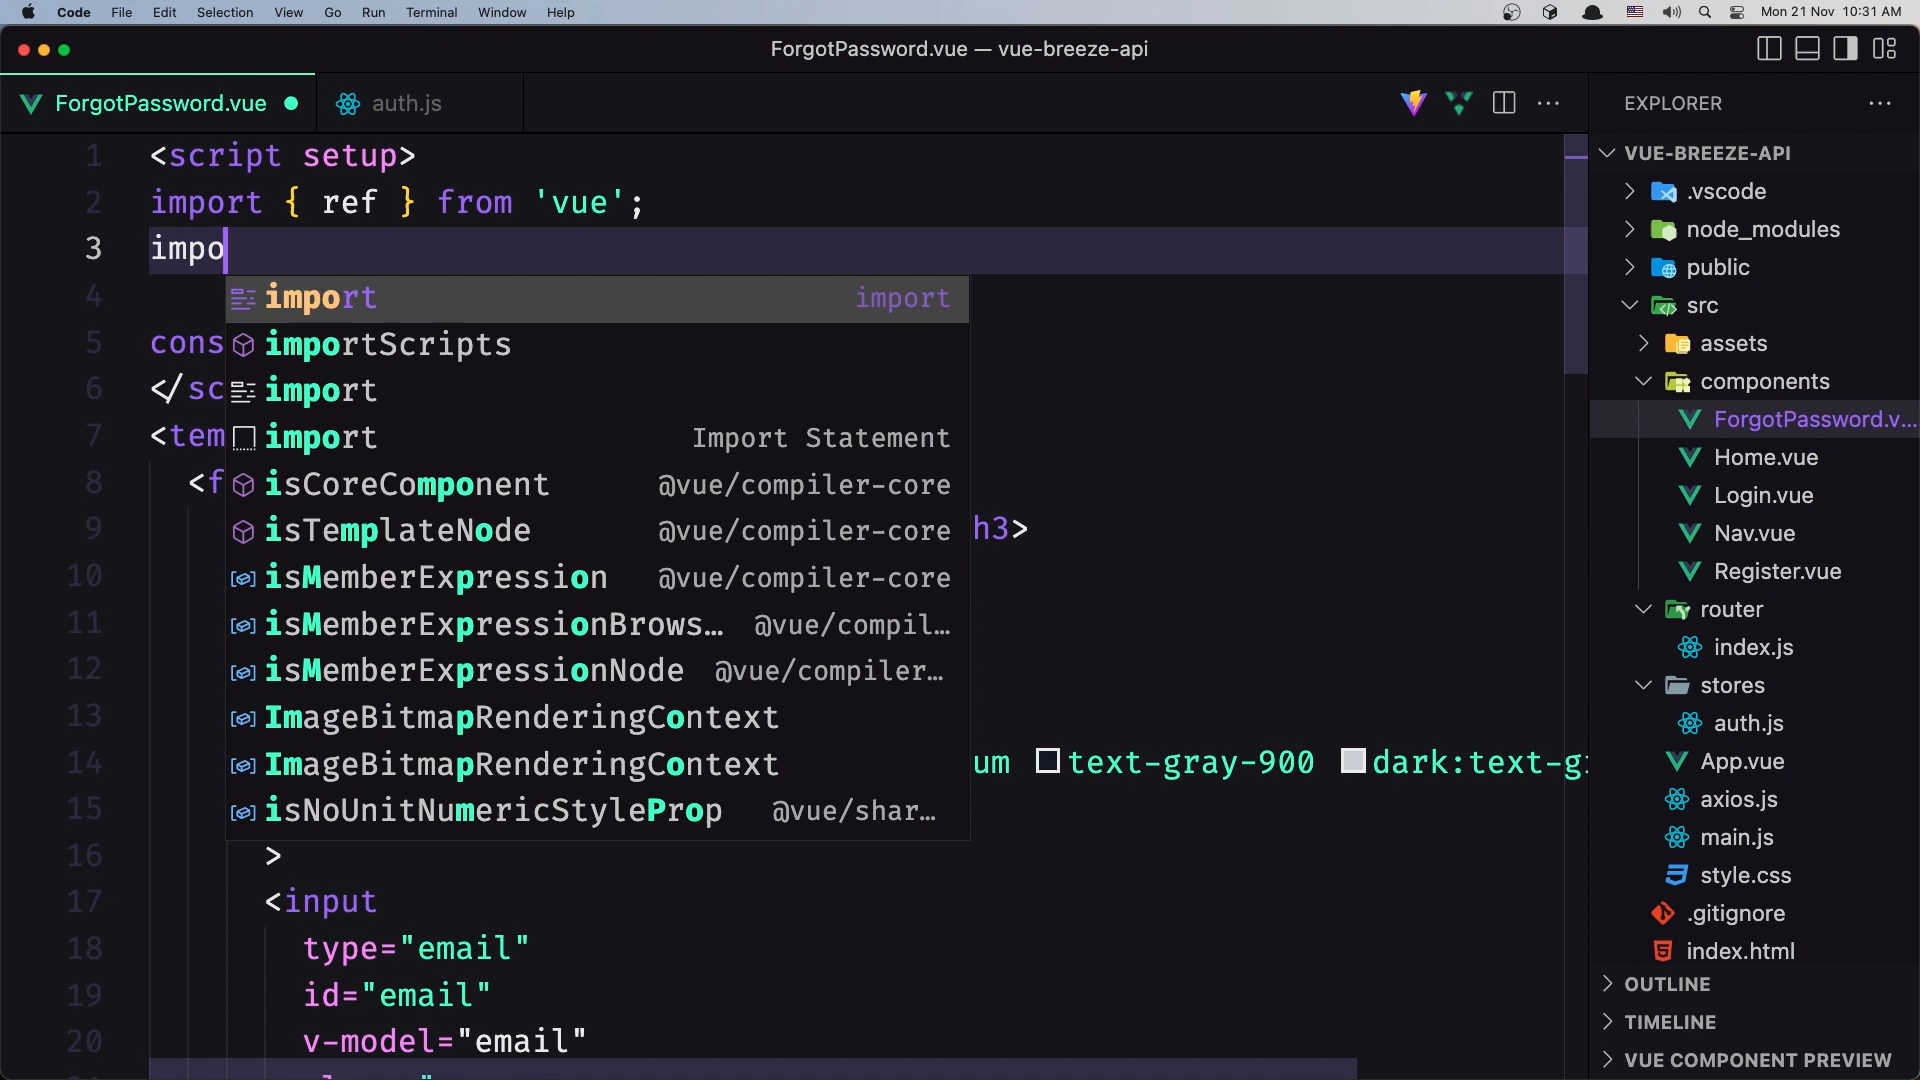 Code File Edit Selection View Go Run Terminal Window Help
Mon 21 Nov 10:31 AM
ForgotPassword.vue — vue-breeze-api
ForgotPassword.vue
auth.js
EXPLORER
1 <script setup>
2 import { ref } from 'vue';
3 impo
4
5 cons
6 </sc
7 <tem
8 <f
9 h3>
10
11
12
13
14 um text-gray-900 dark:text-g
15
16 >
17 <input
18 type="email"
19 id="email"
20 v-model="email"
import import
importScripts
import
import Import Statement
isCoreComponent @vue/compiler-core
isTemplateNode @vue/compiler-core
isMemberExpression @vue/compiler-core
isMemberExpressionBrows… @vue/compil…
isMemberExpressionNode @vue/compiler…
ImageBitmapRenderingContext
ImageBitmapRenderingContext
isNoUnitNumericStyleProp @vue/shar…
VUE-BREEZE-API
.vscode
node_modules
public
src
assets
components
ForgotPassword.v...
Home.vue
Login.vue
Nav.vue
Register.vue
router
index.js
stores
auth.js
App.vue
axios.js
main.js
style.css
.gitignore
index.html
OUTLINE
TIMELINE
VUE COMPONENT PREVIEW